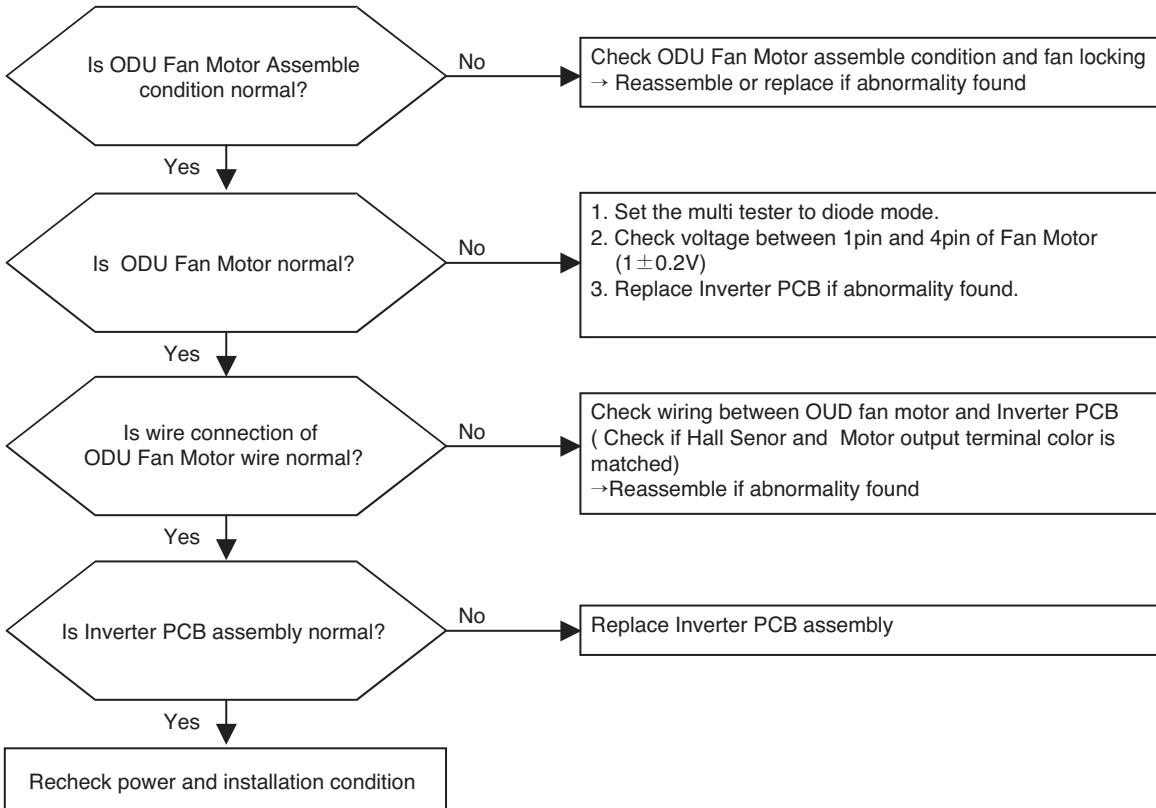 Is ODU Fan Motor Assemble
condition normal?
No
Check ODU Fan Motor assemble condition and fan locking
→ Reassemble or replace if abnormality found
Yes
Is ODU Fan Motor normal?
No
1. Set the multi tester to diode mode.
2. Check voltage between 1pin and 4pin of Fan Motor
(1±0.2V)
3. Replace Inverter PCB if abnormality found.
Yes
Is wire connection of
ODU Fan Motor wire normal?
No
Check wiring between OUD fan motor and Inverter PCB
( Check if Hall Senor and Motor output terminal color is
matched)
→Reassemble if abnormality found
Yes
Is Inverter PCB assembly normal?
No
Replace Inverter PCB assembly
Yes
Recheck power and installation condition